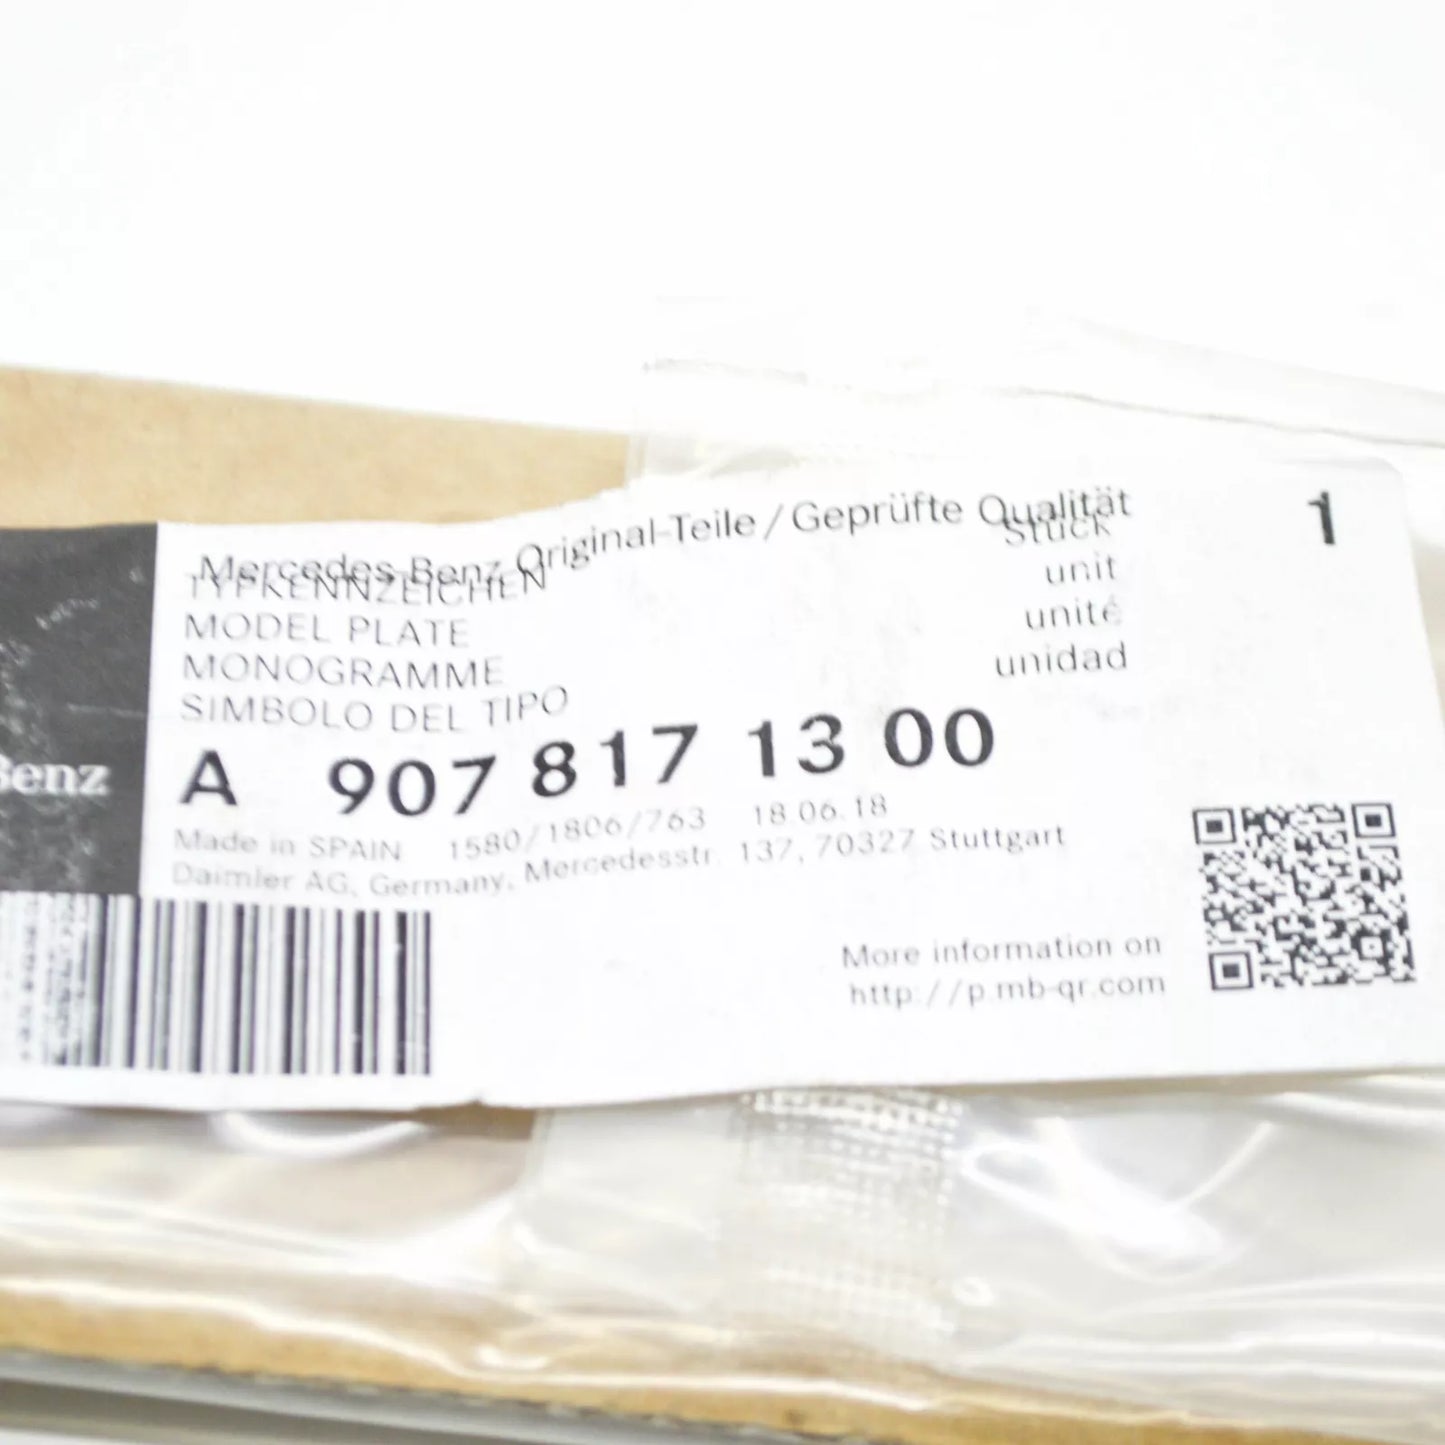 Mercedes-Benz Original-Teile / Geprüfte Qualität
TYPKENNZEICHEN Stück 1
MODEL PLATE unit
MONOGRAMME unité
SIMBOLO DEL TIPO unidad
Benz
A 907 817 13 00
Made in SPAIN 1580/1806/763 18.06.18
Daimler AG, Germany, Mercedesstr. 137, 70327 Stuttgart
More information on
http://p.mb-qr.com